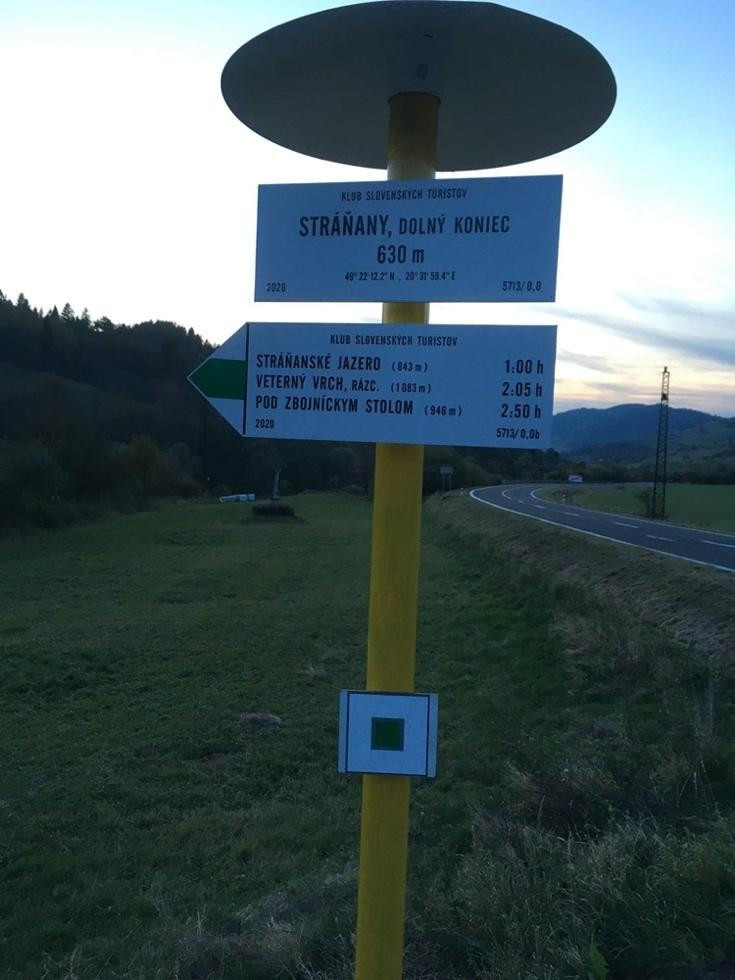 KLUB SLOVENSKÝCH TURISTOV
STRÁŇANY, DOLNÝ KONIEC
630 m
49° 22' 12.2" N , 20° 31' 59.4" E
2020 5713/0,0
KLUB SLOVENSKÝCH TURISTOV
STRÁŇANSKÉ JAZERO (843 m) 1:00 h
VETERNÝ VRCH, RÁZC. (1 083 m) 2:05 h
POD ZBOJNÍCKYM STOLOM (946 m) 2:50 h
2020 5713/0,0b